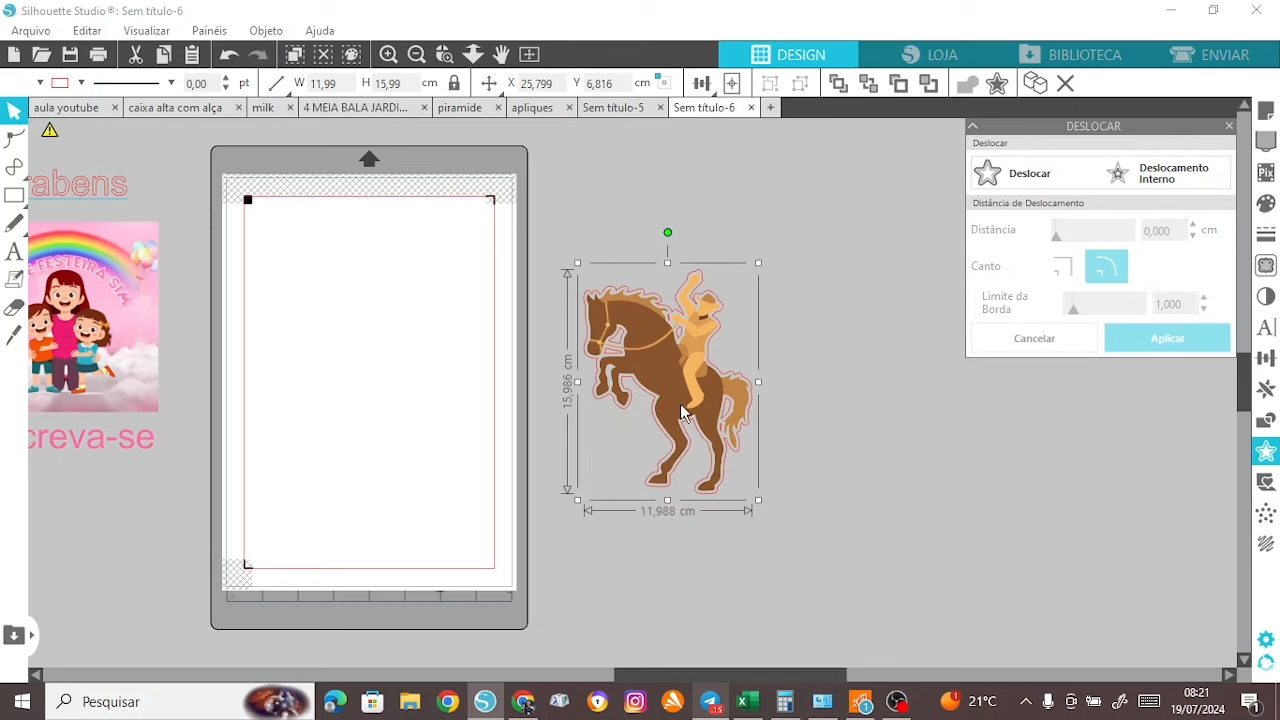 Silhouette Studio®: Sem título-6
Arquivo Editar Visualizar Painéis Objeto Ajuda
DESIGN LOJA BIBLIOTECA ENVIAR
0,00 pt W 11,99 H 15,99 cm X 25,799 Y 6,816 cm
aula youtube caixa alta com alça milk 4 MEIA BALA JARDI... piramide apliques Sem título-5 Sem título-6
DESLOCAR
Deslocar
Deslocar Deslocamento Interno
Distância de Deslocamento
Distância 0,000 cm
Canto
Limite da Borda 1,000
Cancelar Aplicar
rabens
E FESTEIRA SIM
creva-se
15,986 cm
11,988 cm
Pesquisar
21°C
08:21
19/07/2024